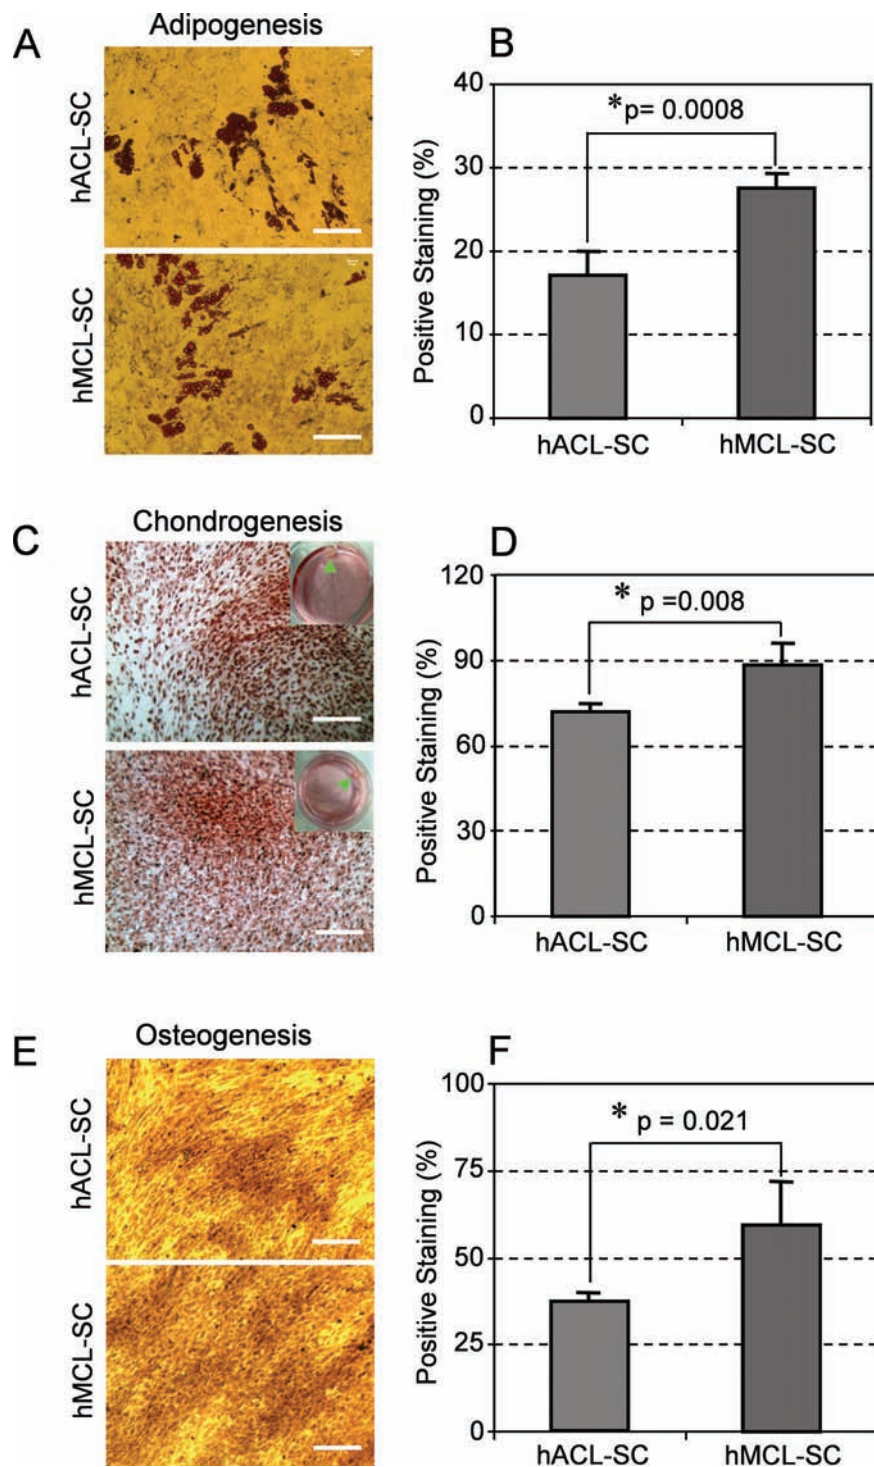 A
Adipogenesis
hACL-SC
hMCL-SC
B
Positive Staining (%)
40
30
20
10
0
*p= 0.0008
hACL-SC
hMCL-SC
C
Chondrogenesis
hACL-SC
hMCL-SC
D
Positive Staining (%)
120
90
60
30
0
* p =0.008
hACL-SC
hMCL-SC
E
Osteogenesis
hACL-SC
hMCL-SC
F
Positive Staining (%)
100
75
50
25
0
* p = 0.021
hACL-SC
hMCL-SC